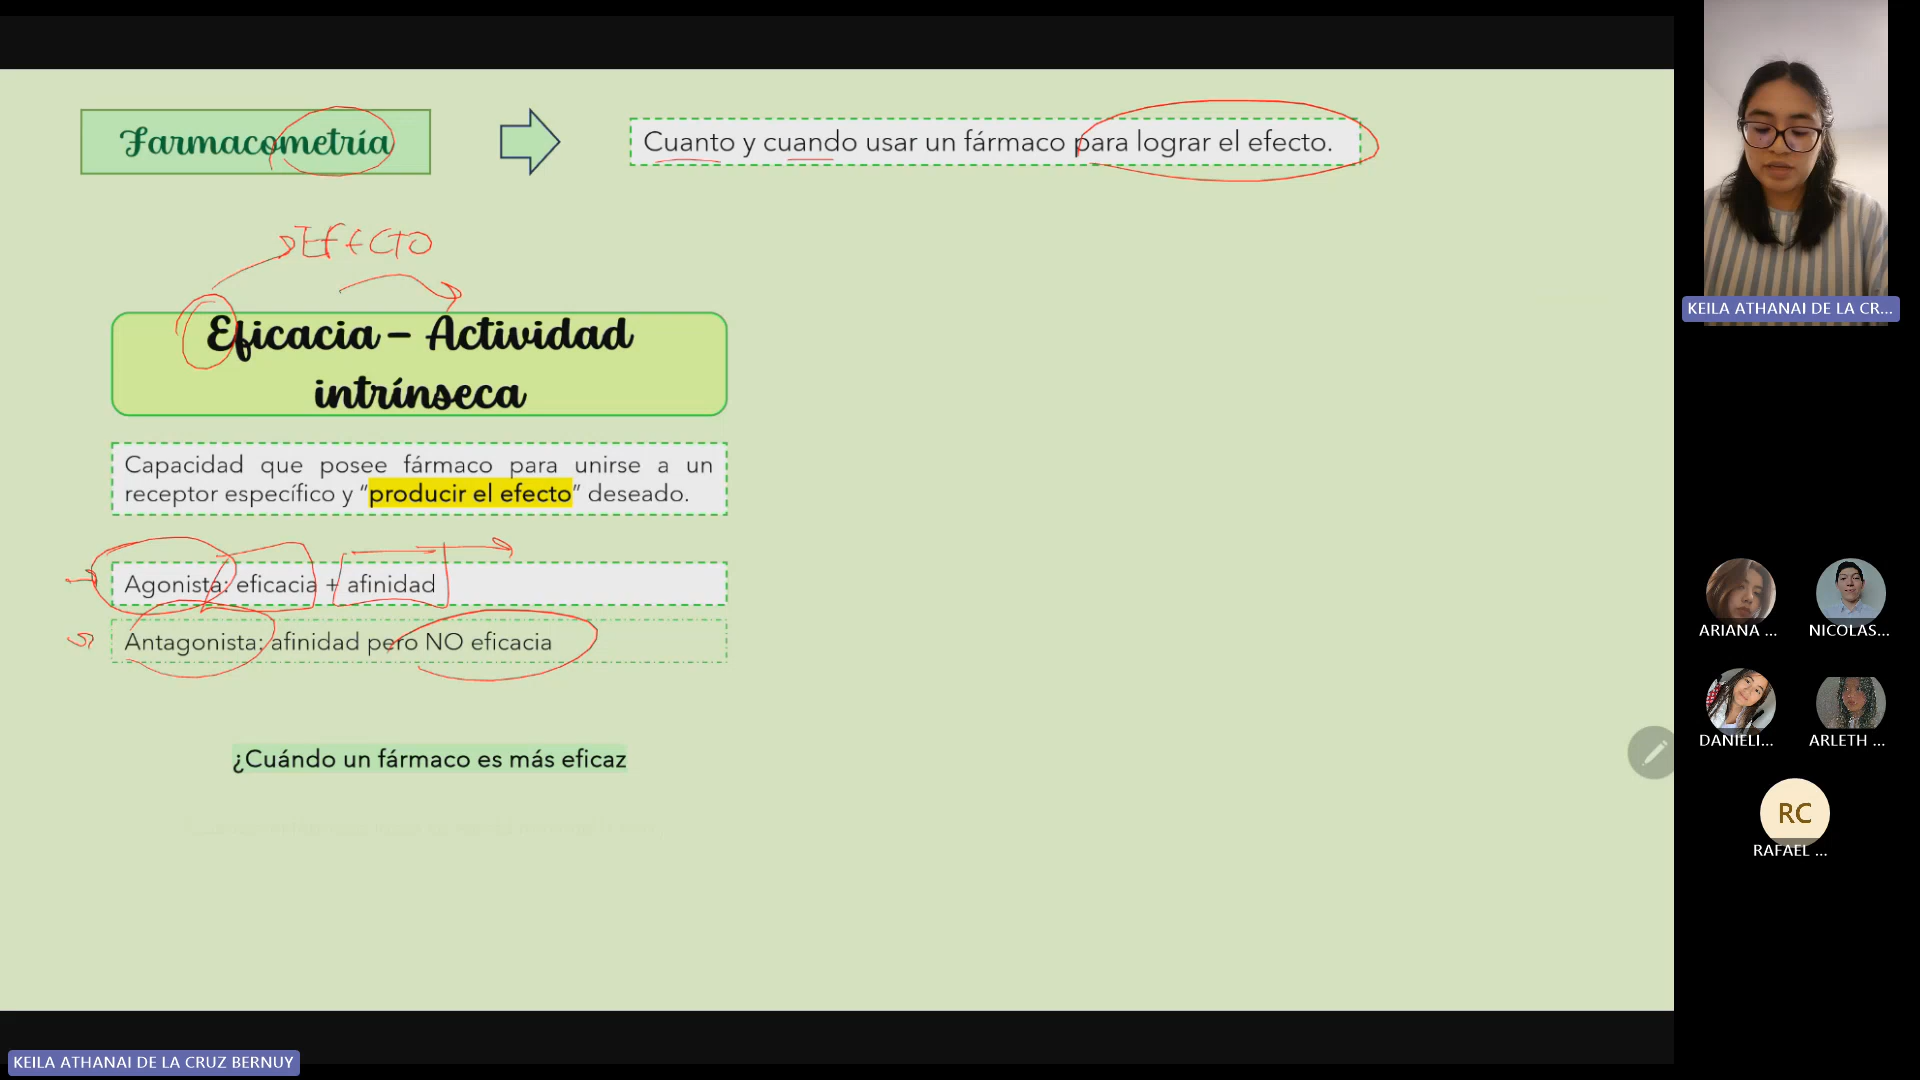 Farmacometría
Cuanto y cuando usar un fármaco para lograr el efecto.
EfECTO
Eficacia – Actividad
intrínseca
Capacidad que posee fármaco para unirse a un
receptor específico y “producir el efecto” deseado.
Agonista: eficacia + afinidad
Antagonista: afinidad pero NO eficacia
¿Cuándo un fármaco es más eficaz
KEILA ATHANAI DE LA CR...
ARIANA ...
NICOLAS...
DANIELI...
ARLETH ...
RC
RAFAEL ...
KEILA ATHANAI DE LA CRUZ BERNUY